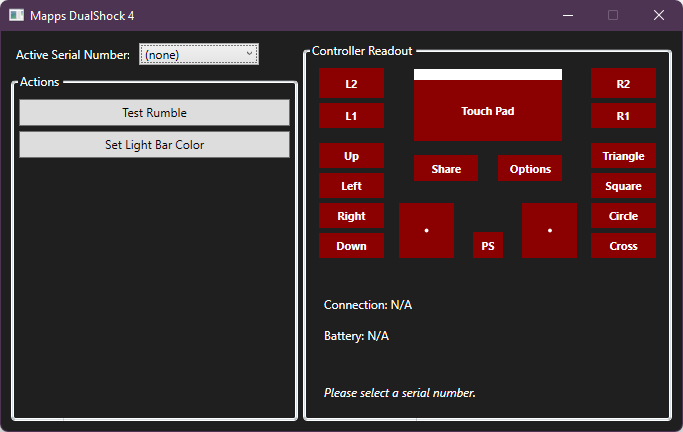 Mapps DualShock 4
Active Serial Number: (none)
Actions
Test Rumble
Set Light Bar Color
Controller Readout
L2
L1
Touch Pad
R2
R1
Up
Left
Right
Down
Share
Options
PS
Triangle
Square
Circle
Cross
Connection: N/A
Battery: N/A
Please select a serial number.